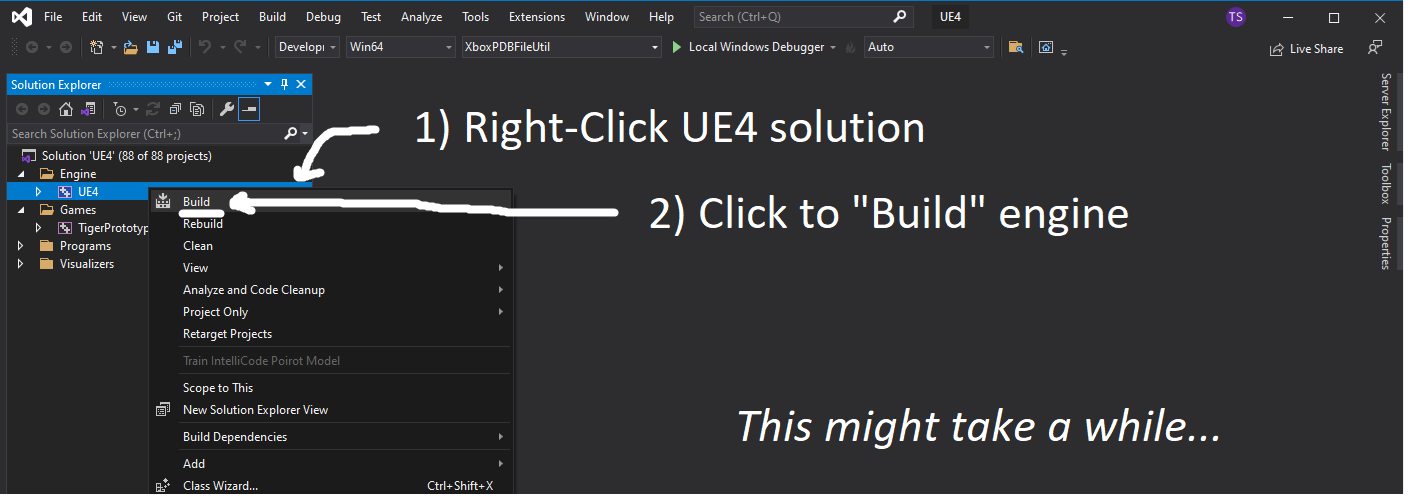 File Edit View Git Project Build Debug Test Analyze Tools Extensions Window Help Search (Ctrl+Q) UE4 TS
Develop Win64 XboxPDBFileUtil Local Windows Debugger Auto Live Share
Solution Explorer
Search Solution Explorer (Ctrl+;)
Solution 'UE4' (88 of 88 projects)
Engine
UE4
Games
TigerPrototyp
Programs
Visualizers
Build
Rebuild
Clean
View
Analyze and Code Cleanup
Project Only
Retarget Projects
Train IntelliCode Poirot Model
Scope to This
New Solution Explorer View
Build Dependencies
Add
Class Wizard... Ctrl+Shift+X
1) Right-Click UE4 solution
2) Click to "Build" engine
This might take a while...
Server Explorer
Toolbox
Properties